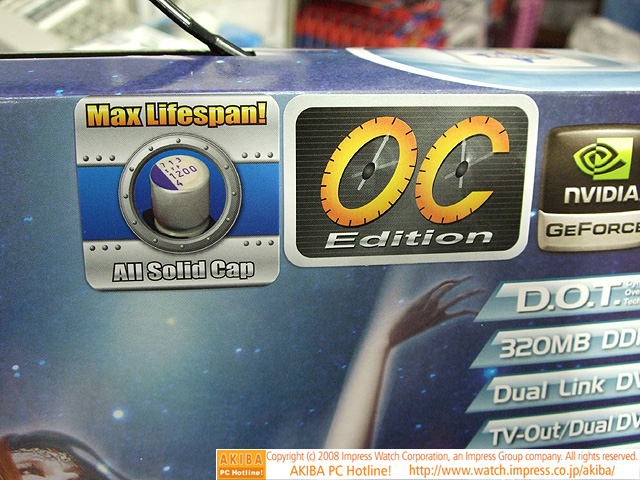 Max Lifespan!
713
1200
4
All Solid Cap
OC
Edition
NVIDIA
GEFORCE
D.O.T.
320MB DD
Dual Link DV
TV-Out/Dual DV
AKIBA
PC Hotline!
Copyright (c) 2008 Impress Watch Corporation, an Impress Group company. All rights reserved.
AKIBA PC Hotline! http://www.watch.impress.co.jp/akiba/